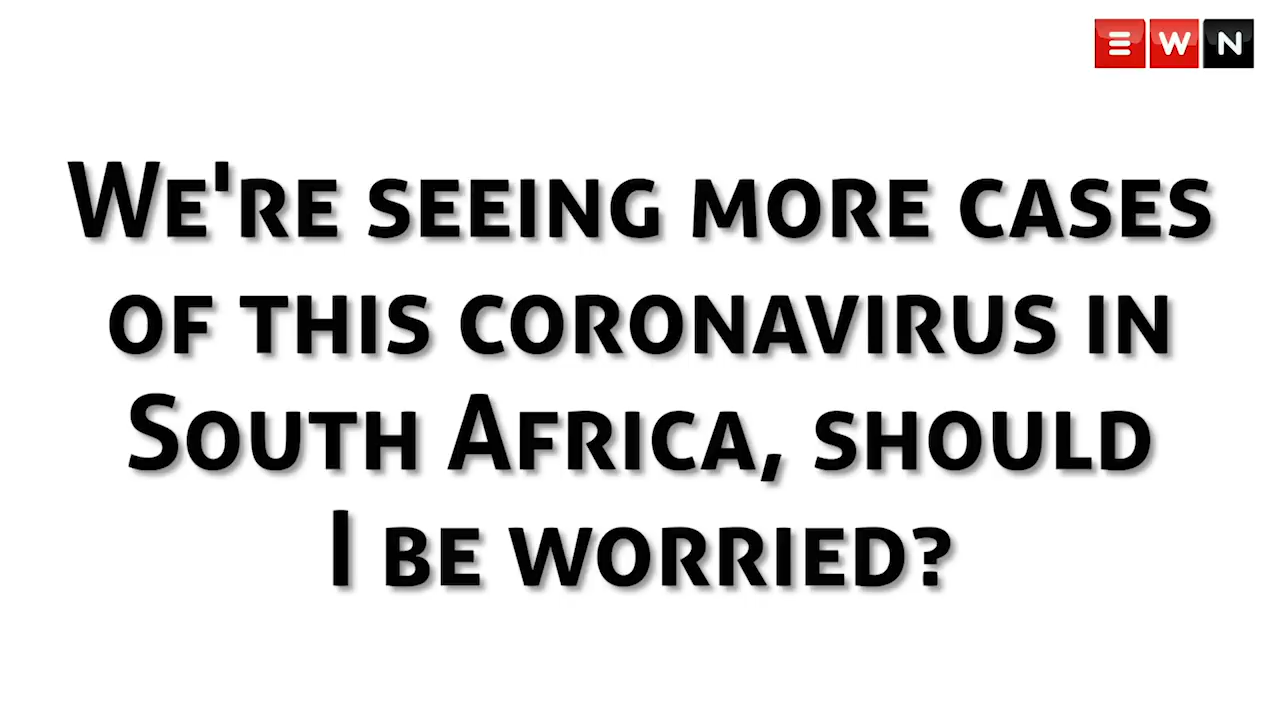 EWN
We're seeing more cases
of this coronavirus in
South Africa, should
I be worried?